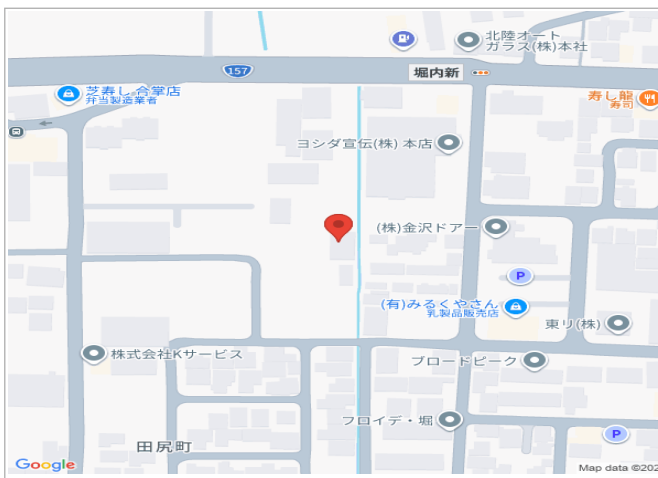 北陸オート
ガラス(株)本社
157
堀内新
芝寿し 合掌店
弁当製造業者
寿し龍
寿司
ヨシダ宣伝(株) 本店
(株)金沢ドアー
P
(有)みるくやさん
乳製品販売店
東リ(株)
株式会社Kサービス
ブロードピーク
フロイデ・堀
P
田尻町
Google
Map data ©202